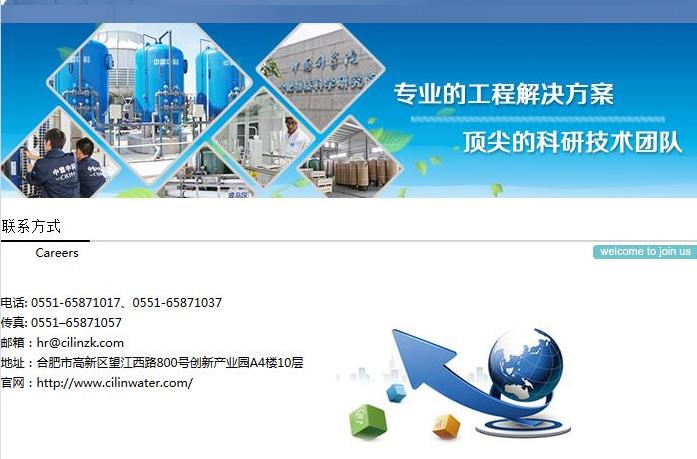 专业的工程解决方案
顶尖的科研技术团队
联系方式
Careers
welcome to join us
电话: 0551-65871017、0551-65871037
传真: 0551–65871057
邮箱：hr@cilinzk.com
地址：合肥市高新区望江西路800号创新产业园A4楼10层
官网：http://www.cilinwater.com/